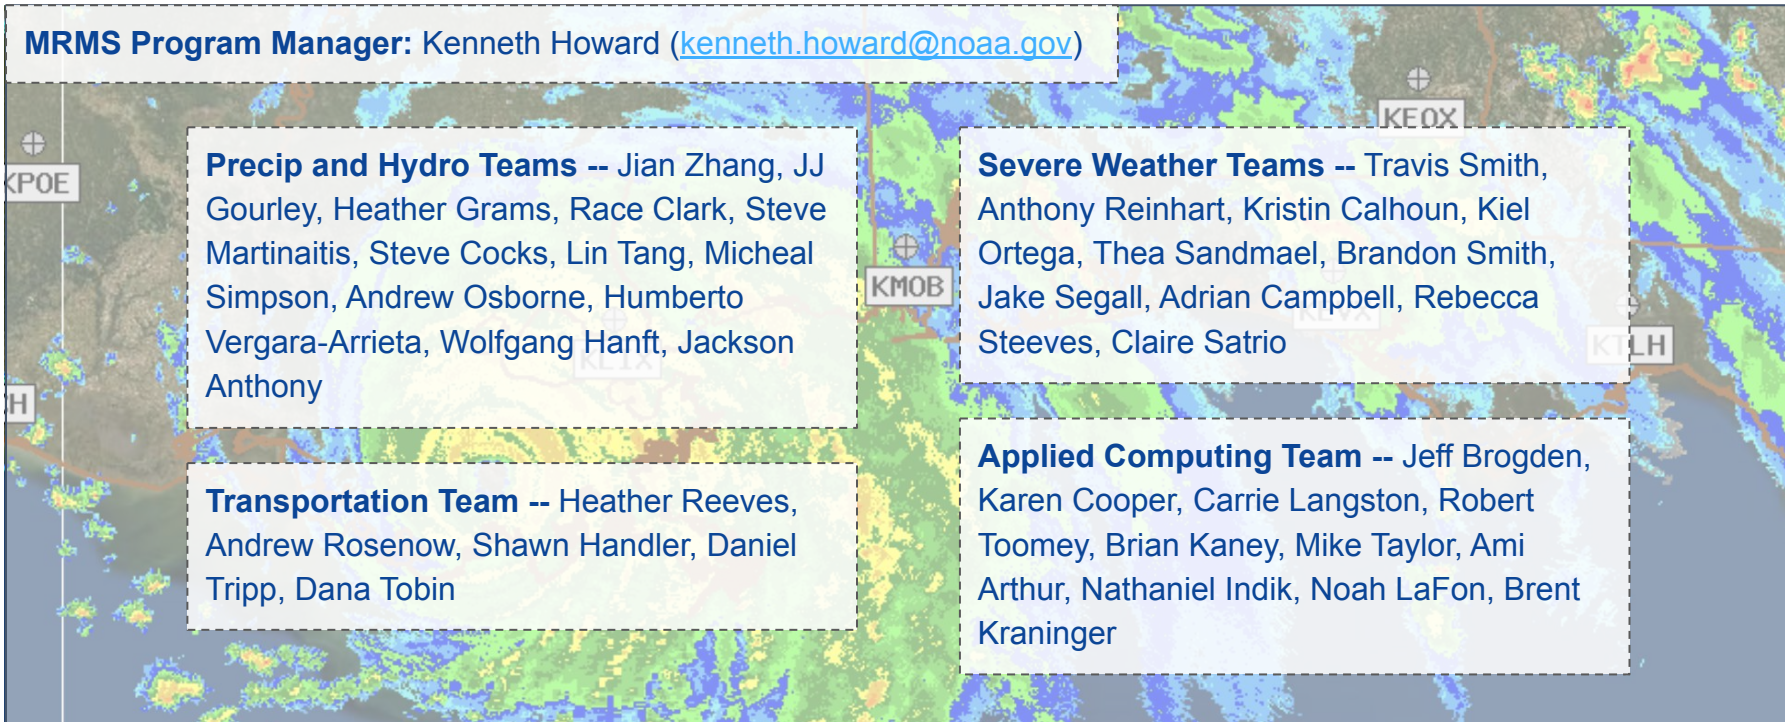 MRMS Program Manager: Kenneth Howard (kenneth.howard@noaa.gov)
Precip and Hydro Teams -- Jian Zhang, JJ
Gourley, Heather Grams, Race Clark, Steve
Martinaitis, Steve Cocks, Lin Tang, Micheal
Simpson, Andrew Osborne, Humberto
Vergara-Arrieta, Wolfgang Hanft, Jackson
Anthony
Transportation Team -- Heather Reeves,
Andrew Rosenow, Shawn Handler, Daniel
Tripp, Dana Tobin
Severe Weather Teams -- Travis Smith,
Anthony Reinhart, Kristin Calhoun, Kiel
Ortega, Thea Sandmael, Brandon Smith,
Jake Segall, Adrian Campbell, Rebecca
Steeves, Claire Satrio
Applied Computing Team -- Jeff Brogden,
Karen Cooper, Carrie Langston, Robert
Toomey, Brian Kaney, Mike Taylor, Ami
Arthur, Nathaniel Indik, Noah LaFon, Brent
Kraninger
KPOE
KEOX
KMOB
KLIX
KTLH